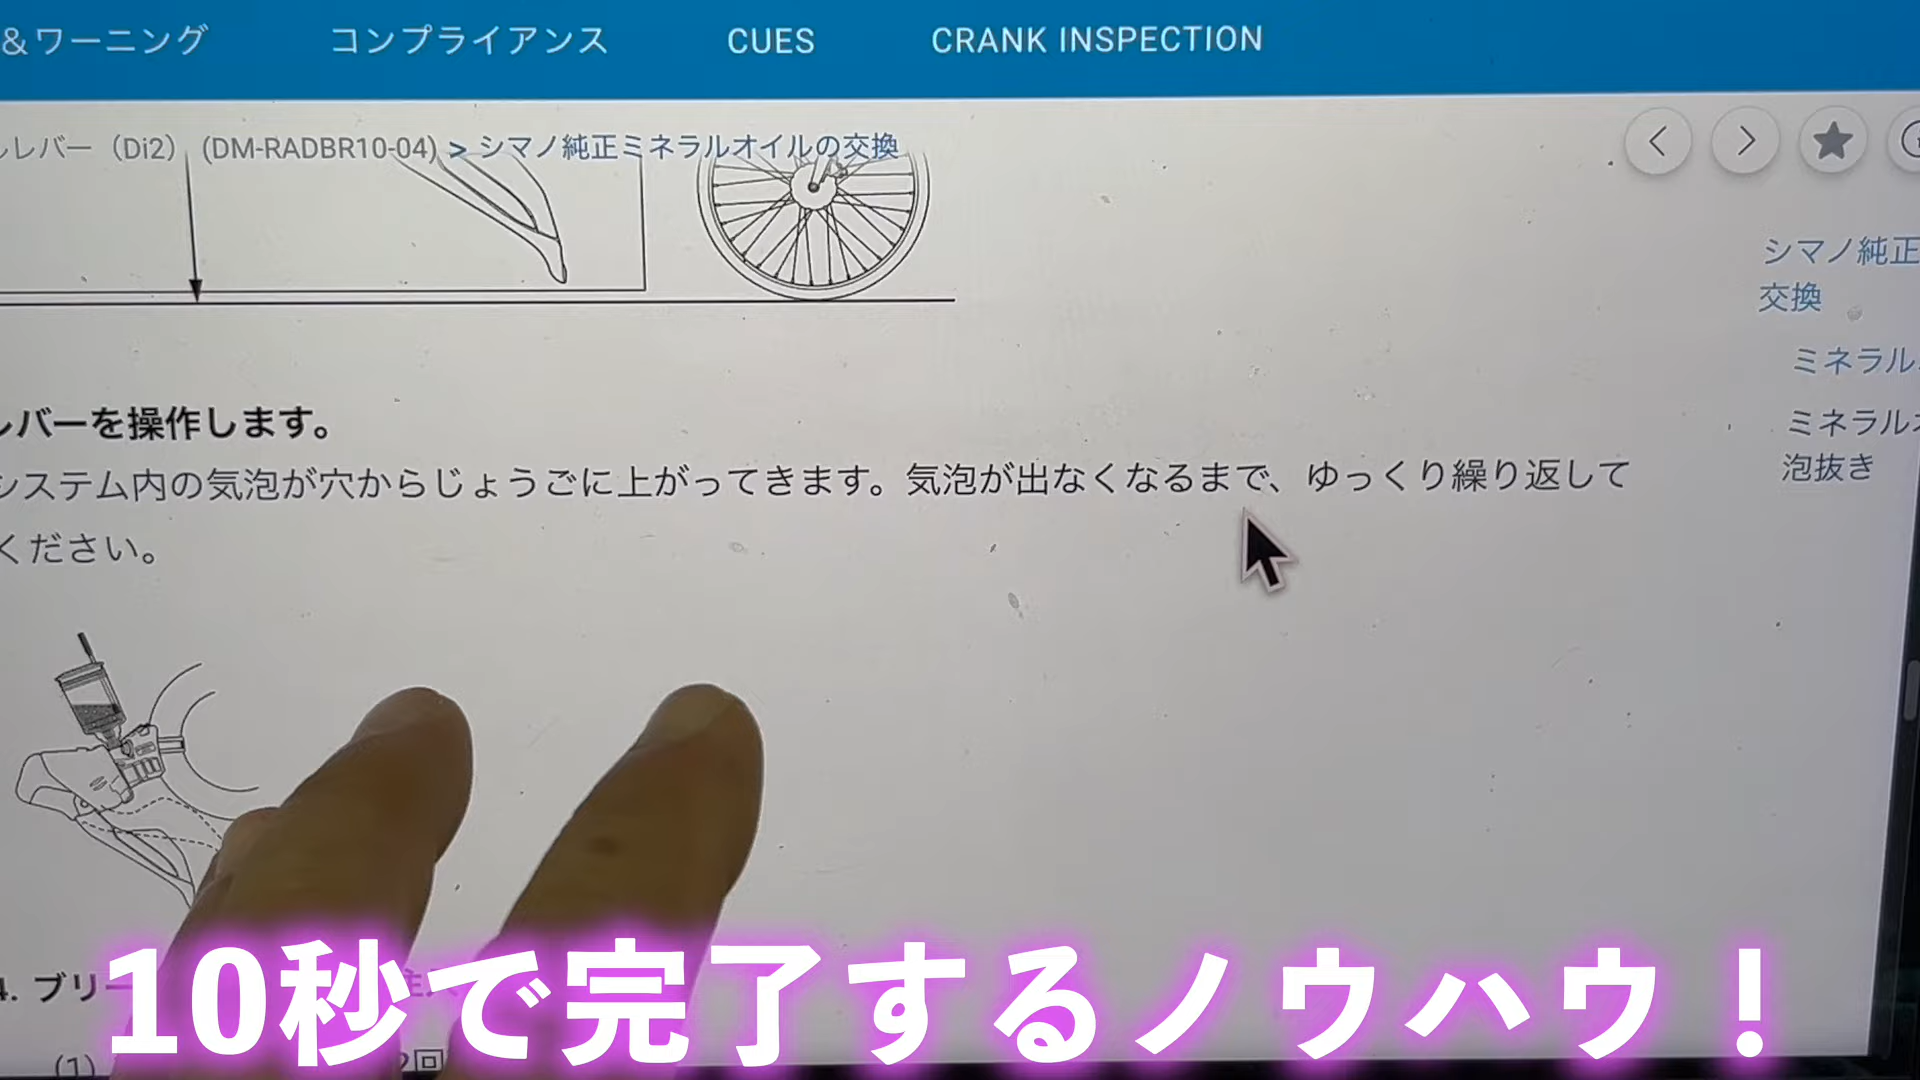 ＆ワーニング
コンプライアンス
CUES
CRANK INSPECTION
レバー（Di2） (DM-RADBR10-04) > シマノ純正ミネラルオイルの交換
シマノ純正
交換
ミネラル
ミネラル
泡抜き
レバーを操作します。
システム内の気泡が穴からじょうごに上がってきます。気泡が出なくなるまで、ゆっくり繰り返して
ください。
4. ブリー
(1)
2回
10秒で完了するノウハウ！